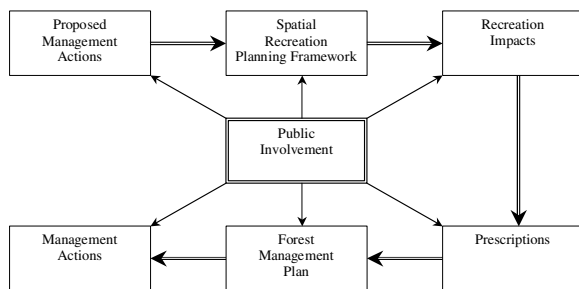 Proposed
Management
Actions
Spatial
Recreation
Planning Framework
Recreation
Impacts
Public
Involvement
Management
Actions
Forest
Management
Plan
Prescriptions